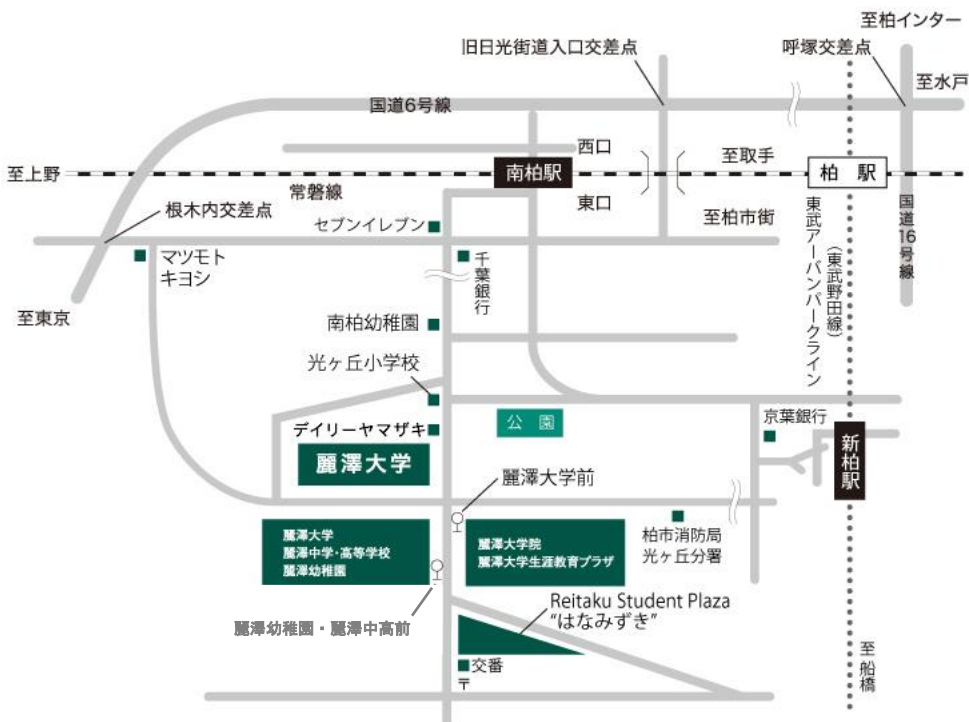 至柏インター
旧日光街道入口交差点
呼塚交差点
至水戸
国道6号線
西口
至取手
至上野
南柏駅
柏　駅
常磐線
東口
根木内交差点
セブンイレブン
至柏市街
国道16号線
東武アーバンパークライン
（東武野田線）
マツモト
キヨシ
千葉銀行
至東京
南柏幼稚園
光ヶ丘小学校
公　園
京葉銀行
デイリーヤマザキ
新柏駅
麗澤大学
麗澤大学前
麗澤大学
麗澤中学・高等学校
麗澤幼稚園
麗澤大学院
麗澤大学生涯教育プラザ
柏市消防局
光ヶ丘分署
Reitaku Student Plaza
“はなみずき”
麗澤幼稚園・麗澤中高前
至船橋
交番
〒